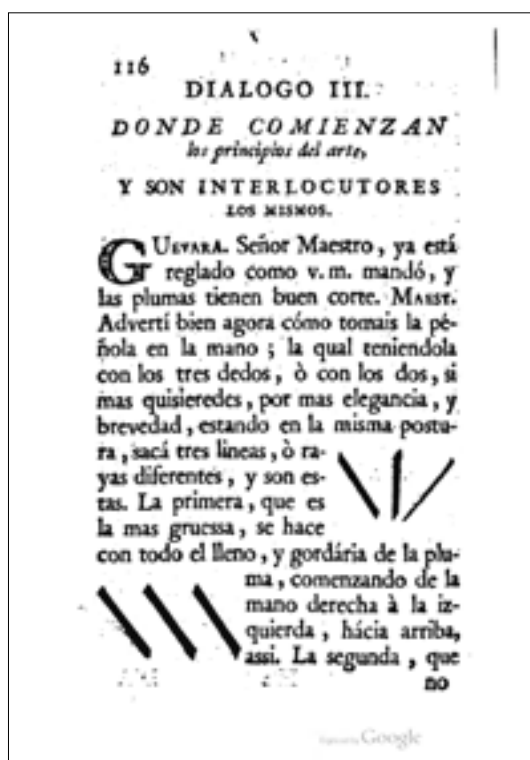 116
DIALOGO III.
DONDE COMIENZAN
los principios del arte,
Y SON INTERLOCUTORES
LOS MISMOS.
GUEVARA. Señor Maestro, ya está
reglado como v. m. mandó, y
las plumas tienen buen corte. MAEST.
Advertí bien agora cómo tomais la pé-
ñola en la mano; la qual teniendola
con los tres dedos, ò con los dos, si
mas quisieredes, por mas elegancia, y
brevedad, estando en la misma postu-
ra, sacá tres lineas, ò ra-
yas diferentes, y son es-
tas. La primera, que es
la mas gruessa, se hace
con todo el lleno, y gordária de la plu-
ma, comenzando de la
mano derecha à la iz-
quierda, hácia arriba,
assi. La segunda, que
no
Google